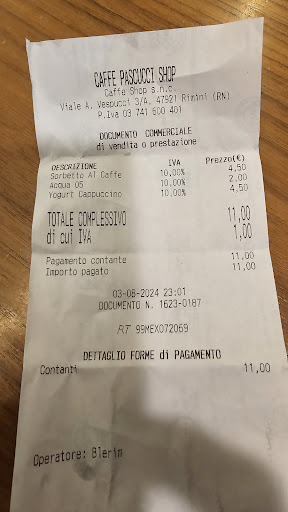 CAFFE PASCUCCI SHOP
Caffe Shop s.n.c.
Viale A. Vespucci 3/A, 47921 Rimini (RN)
P.Iva 03 741 600 401
DOCUMENTO COMMERCIALE
di vendita o prestazione
DESCRIZIONE IVA Prezzo(€)
Sorbetto Al Caffe 10,00% 4,50
Acqua 05 10,00% 2,00
Yogurt Cappuccino 10,00% 4,50
TOTALE COMPLESSIVO 11,00
di cui IVA 1,00
Pagamento contante 11,00
Importo pagato 11,00
03-08-2024 23:01
DOCUMENTO N. 1623-0187
RT 99MEX072069
DETTAGLIO FORME di PAGAMENTO
Contanti 11,00
Operatore: Blerim